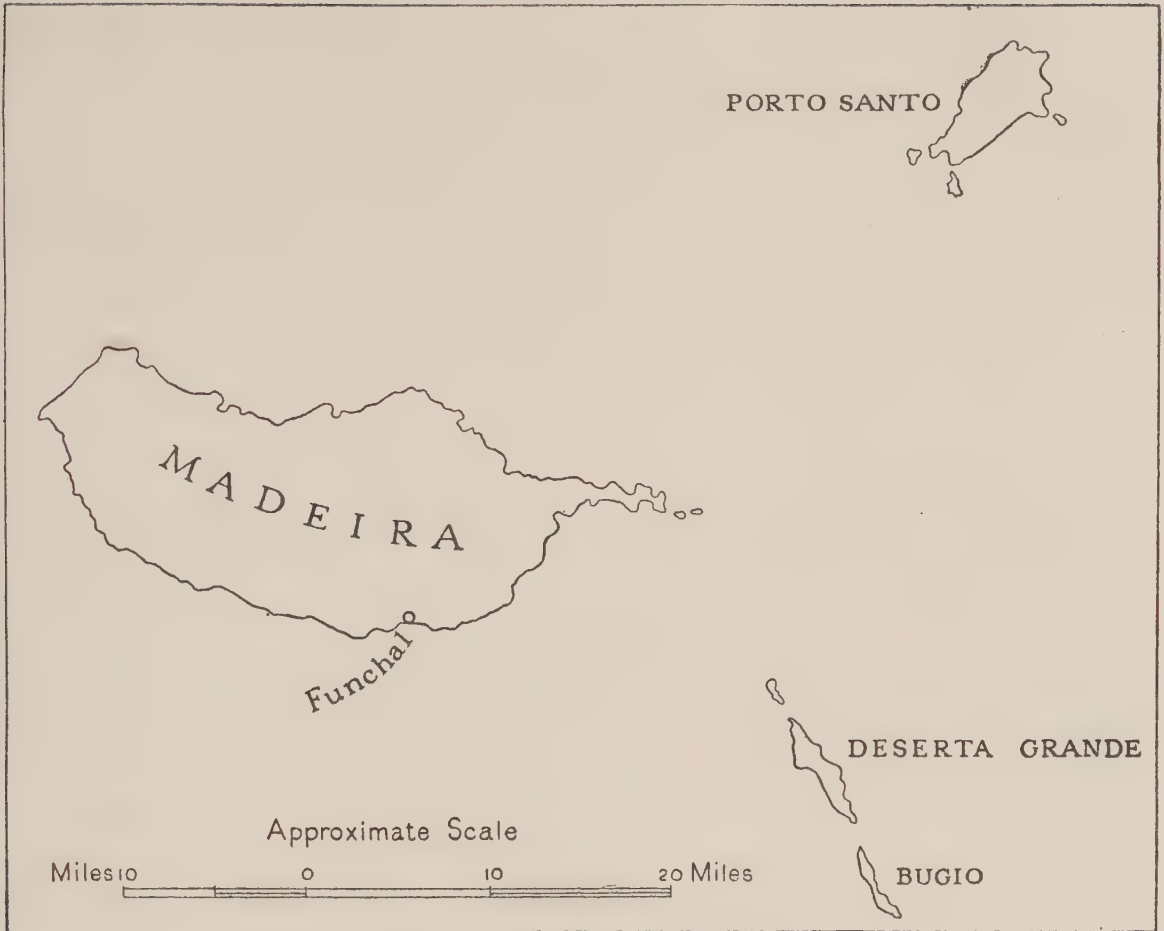 PORTO SANTO
MADEIRA
Funchal
DESERTA GRANDE
Approximate Scale
Miles 10 0 10 20 Miles
BUGIO